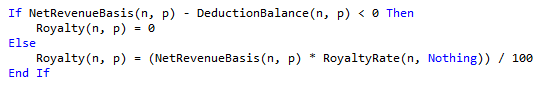 If NetRevenueBasis(n, p) - DeductionBalance(n, p) < 0 Then
    Royalty(n, p) = 0
Else
    Royalty(n, p) = (NetRevenueBasis(n, p) * RoyaltyRate(n, Nothing)) / 100
End If